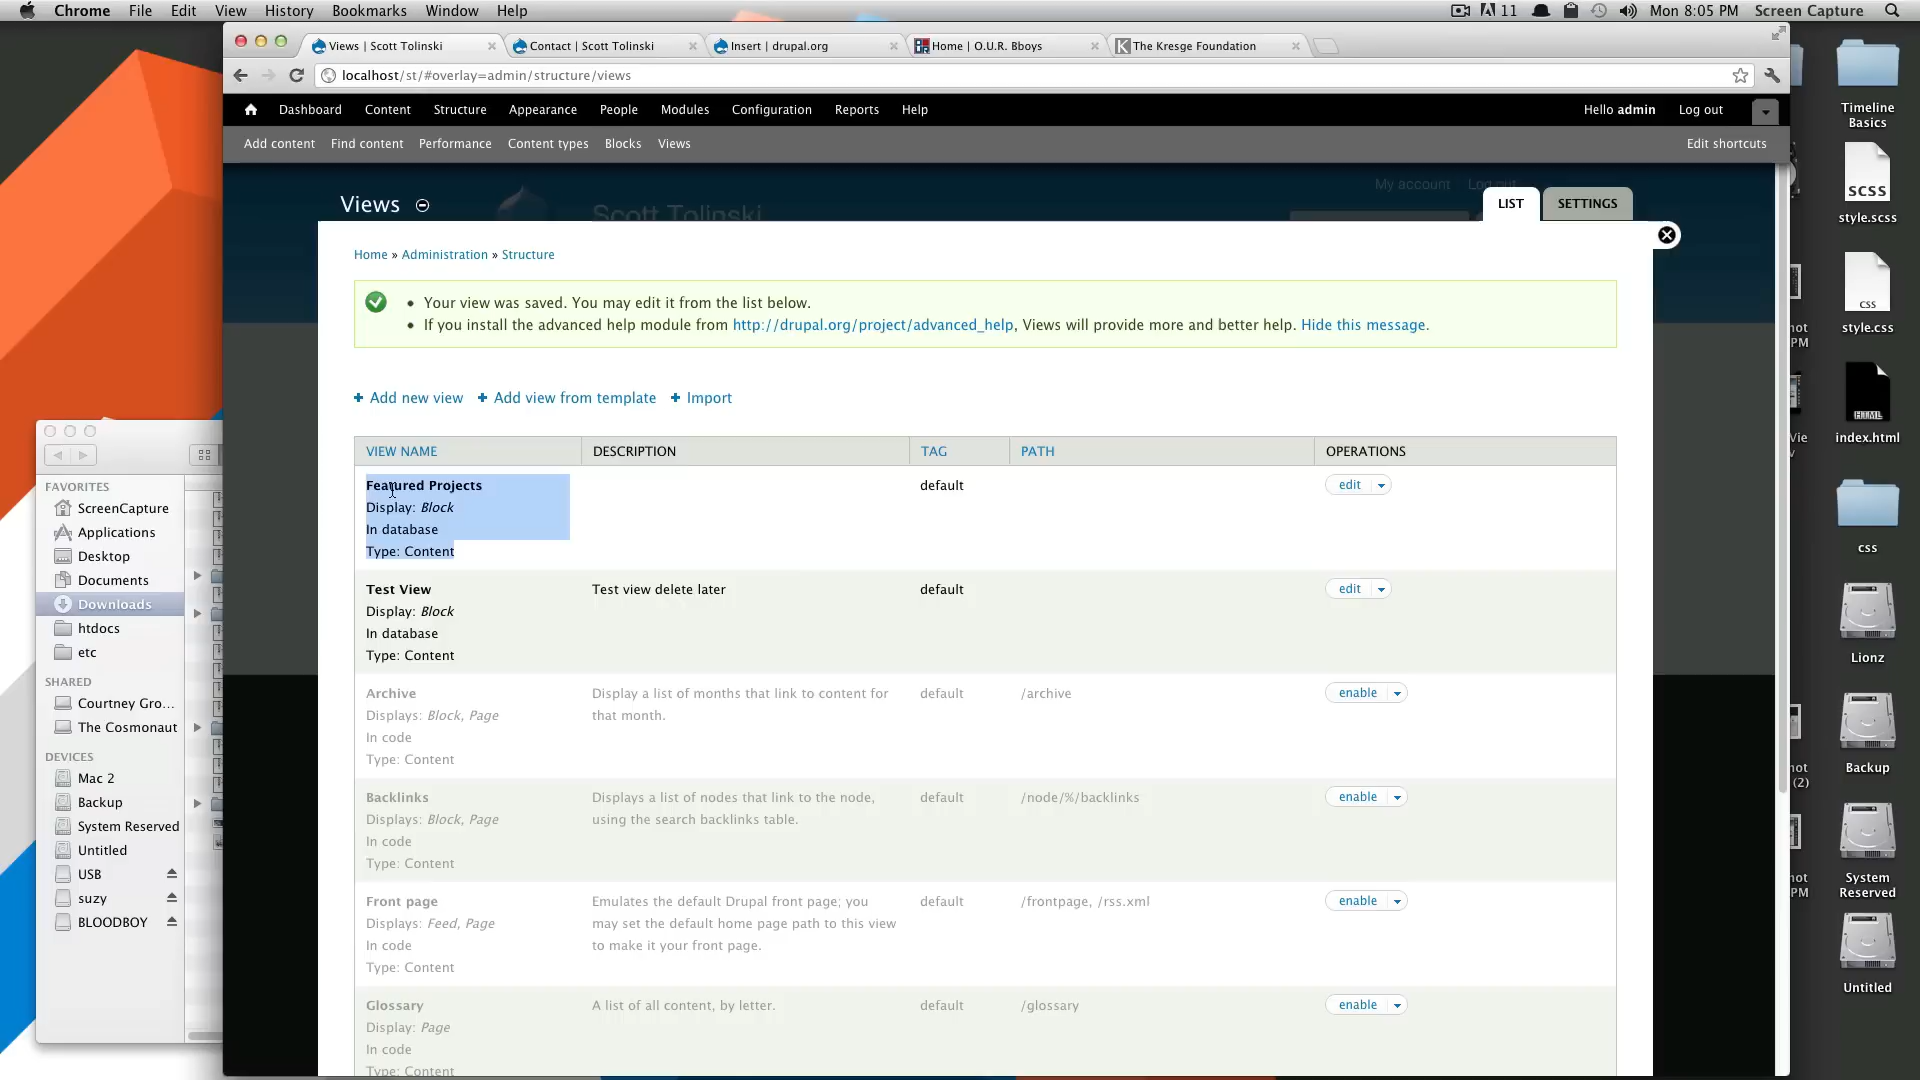 Chrome File Edit View History Bookmarks Window Help
11 Mon 8:05 PM Screen Capture
Views | Scott Tolinski
Contact | Scott Tolinski
Insert | drupal.org
Home | O.U.R. Bboys
The Kresge Foundation
localhost/st/#overlay=admin/structure/views
Dashboard Content Structure Appearance People Modules Configuration Reports Help
Hello admin Log out
Add content Find content Performance Content types Blocks Views
Edit shortcuts
My account Log out
Scott Tolinski
Views
LIST SETTINGS
Home » Administration » Structure
Your view was saved. You may edit it from the list below.
If you install the advanced help module from http://drupal.org/project/advanced_help, Views will provide more and better help. Hide this message.
+ Add new view + Add view from template + Import
VIEW NAME DESCRIPTION TAG PATH OPERATIONS
Featured Projects default edit
Display: Block
In database
Type: Content
Test View Test view delete later default edit
Display: Block
In database
Type: Content
Archive Display a list of months that link to content for default /archive enable
Displays: Block, Page that month.
In code
Type: Content
Backlinks Displays a list of nodes that link to the node, default /node/%/backlinks enable
Displays: Block, Page using the search backlinks table.
In code
Type: Content
Front page Emulates the default Drupal front page; you default /frontpage, /rss.xml enable
Displays: Feed, Page may set the default home page path to this view
In code to make it your front page.
Type: Content
Glossary A list of all content, by letter. default /glossary enable
Display: Page
In code
Type: Content
FAVORITES
ScreenCapture
Applications
Desktop
Documents
Downloads
htdocs
etc
SHARED
Courtney Gro...
The Cosmonaut
DEVICES
Mac 2
Backup
System Reserved
Untitled
USB
suzy
BLOODBOY
Timeline
Basics
SCSS
style.scss
css
style.css
HTML
index.html
css
Lionz
Backup
System
Reserved
Untitled